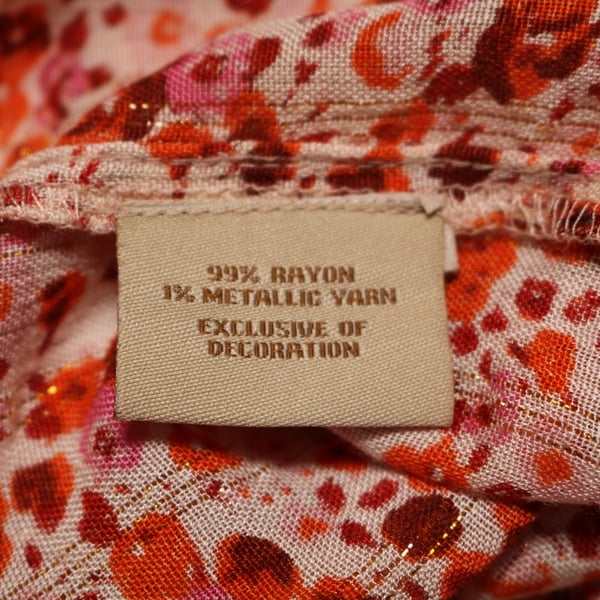 99% RAYON
1% METALLIC YARN
EXCLUSIVE OF
DECORATION